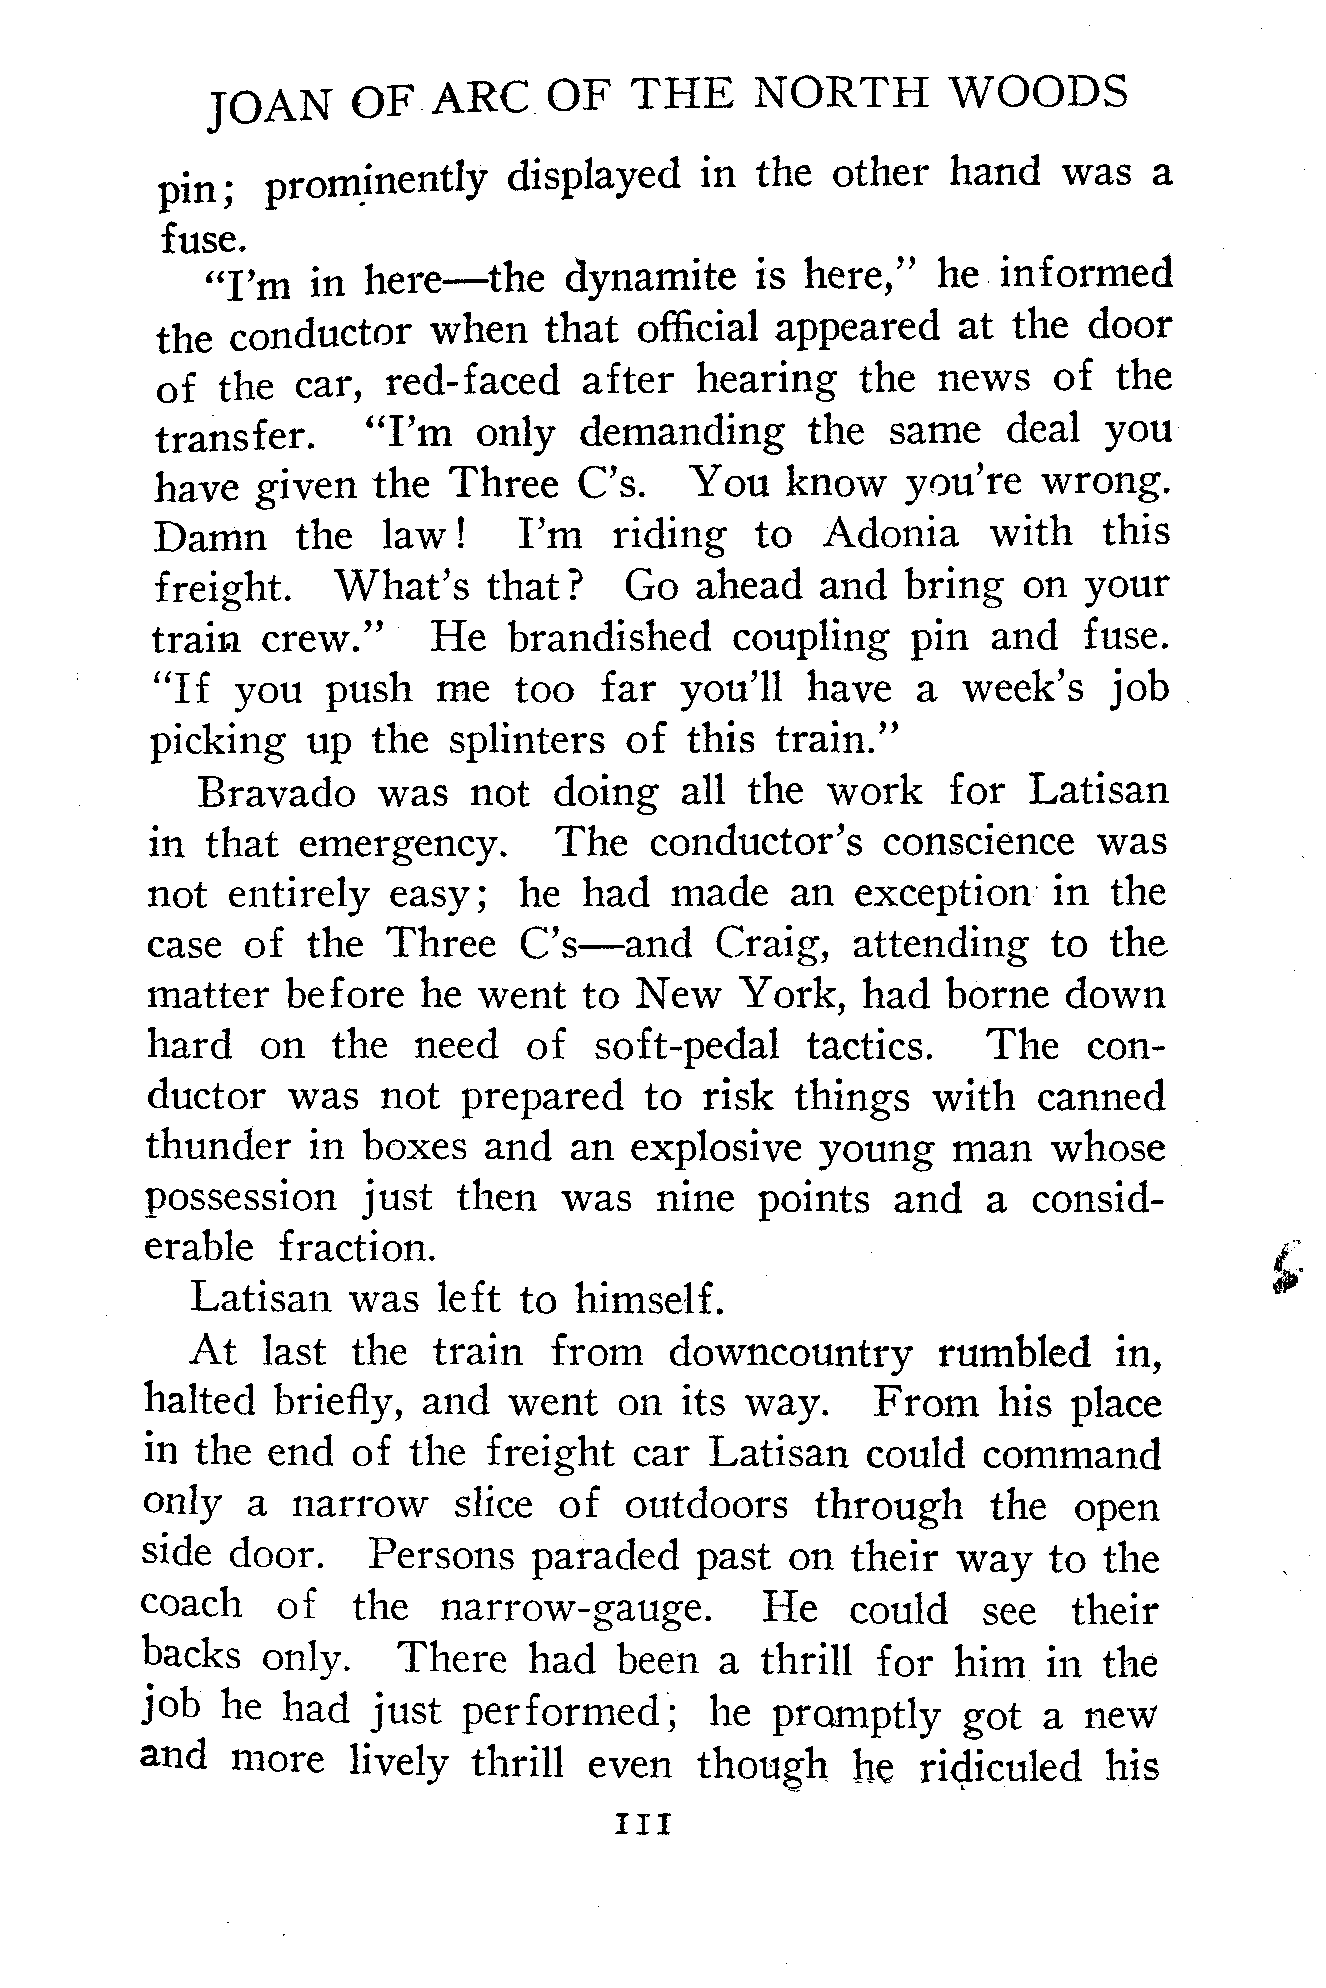 JOAN OF ARC OF THE NORTH WOODS
pin; prominently displayed in the other hand was a
fuse.
“I’m in here—the dynamite is here,” he informed
the conductor when that official appeared at the door
of the car, red-faced after hearing the news of the
transfer. “I’m only demanding the same deal you
have given the Three C’s. You know you’re wrong.
Damn the law! I’m riding to Adonia with this
freight. What’s that? Go ahead and bring on your
train crew.” He brandished coupling pin and fuse.
“If you push me too far you’ll have a week’s job
picking up the splinters of this train.”
Bravado was not doing all the work for Latisan
in that emergency. The conductor’s conscience was
not entirely easy; he had made an exception in the
case of the Three C’s—and Craig, attending to the
matter before he went to New York, had borne down
hard on the need of soft-pedal tactics. The con-
ductor was not prepared to risk things with canned
thunder in boxes and an explosive young man whose
possession just then was nine points and a consid-
erable fraction.
Latisan was left to himself.
At last the train from downcountry rumbled in,
halted briefly, and went on its way. From his place
in the end of the freight car Latisan could command
only a narrow slice of outdoors through the open
side door. Persons paraded past on their way to the
coach of the narrow-gauge. He could see their
backs only. There had been a thrill for him in the
job he had just performed; he promptly got a new
and more lively thrill even though he ridiculed his
111